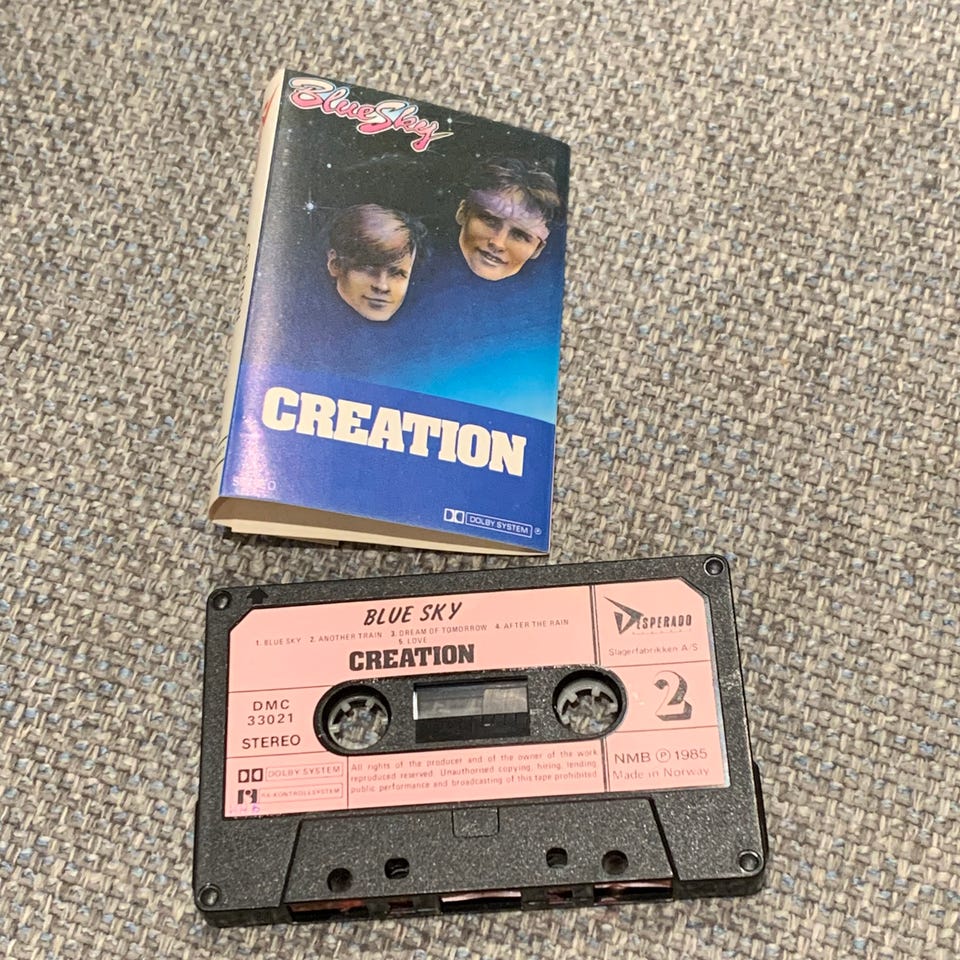 Blue Sky
CREATION
STEREO
DOLBY SYSTEM ®
BLUE SKY
1. BLUE SKY 2. ANOTHER TRAIN 3. DREAM OF TOMORROW 4. AFTER THE RAIN
5. LOVE
CREATION
DESPERADO
Slagerfabrikken A/S
2
DMC
33021
STEREO
DOLBY SYSTEM
RX-KONTROLLSYSTEM
All rights of the producer and of the owner of the work
reproduced reserved. Unauthorised copying, hiring, lending,
public performance and broadcasting of this tape prohibited
NMB ℗ 1985
Made in Norway